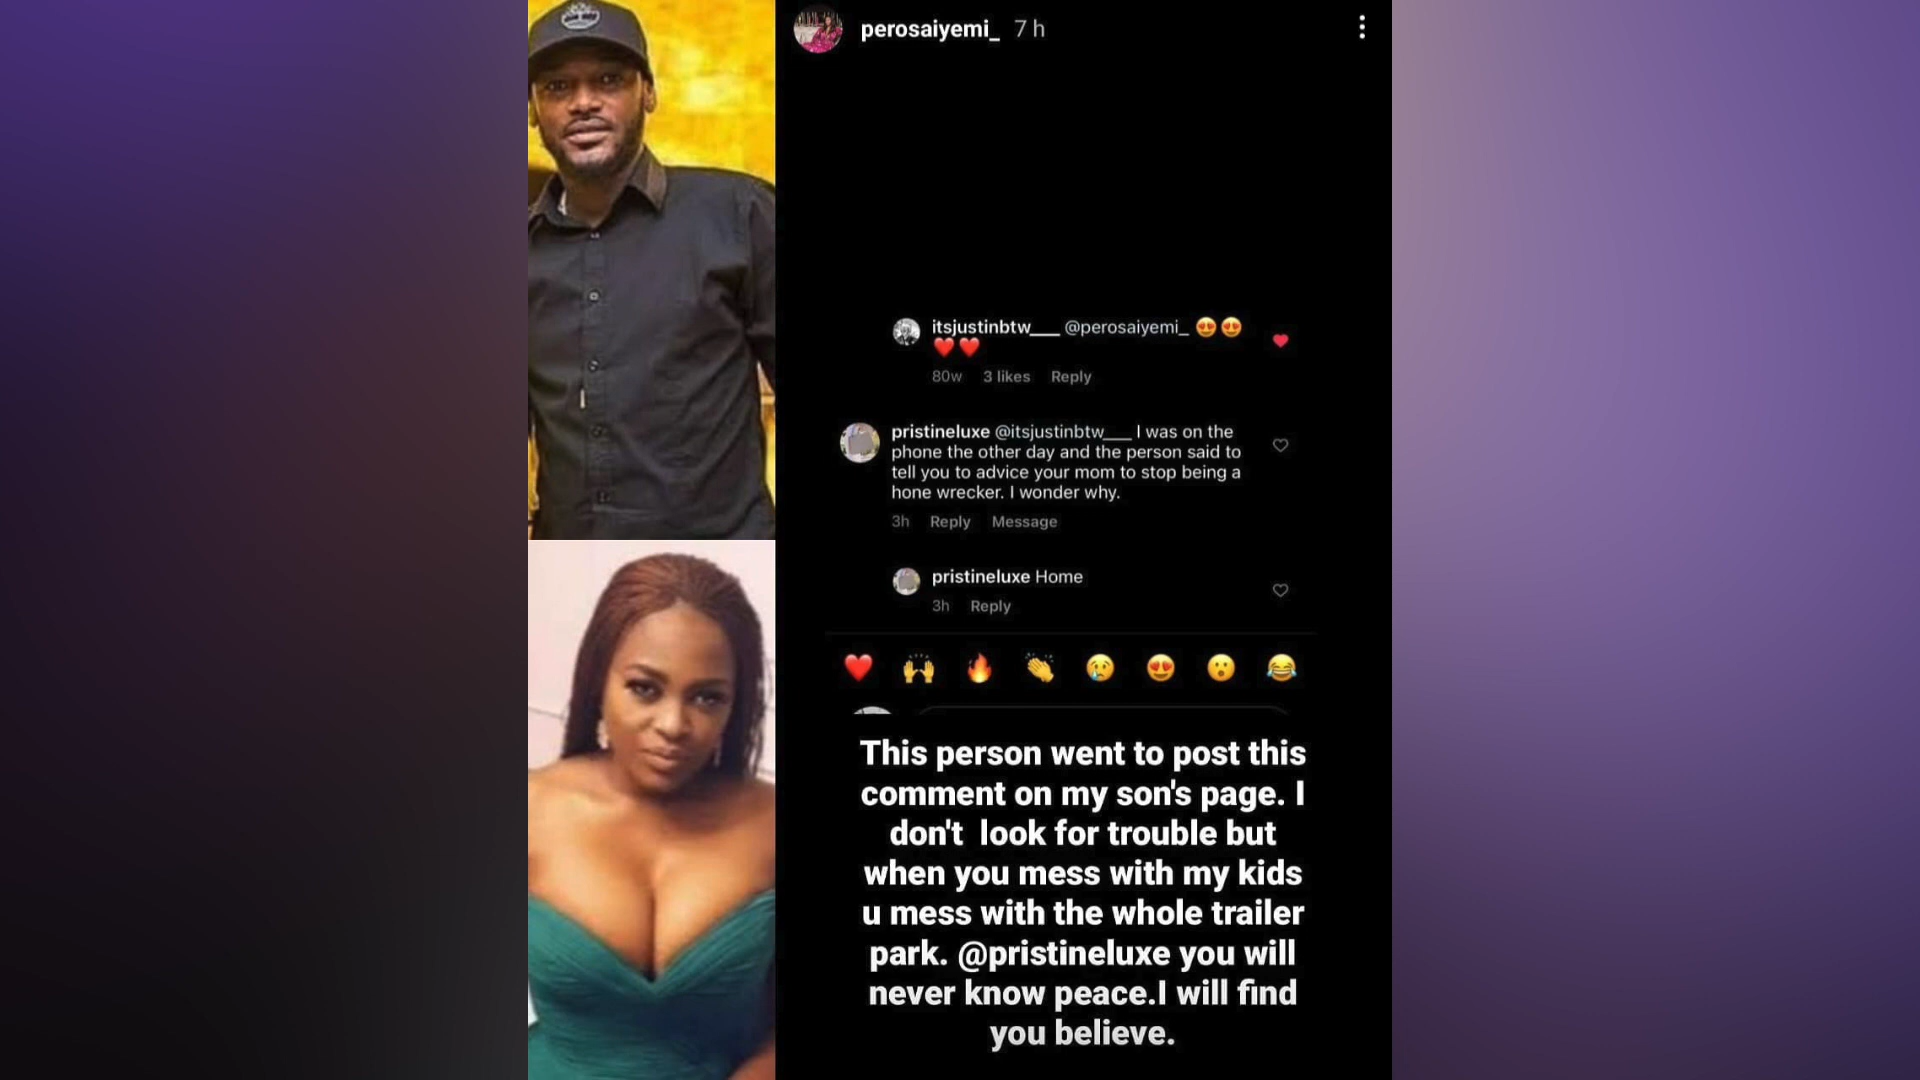 perosaiyemi_ 7 h
itsjustinbtw___ @perosaiyemi_ 😍😍
❤️❤️
80w 3 likes Reply
pristineluxe @itsjustinbtw___ I was on the
phone the other day and the person said to
tell you to advice your mom to stop being a
hone wrecker. I wonder why.
3h Reply Message
pristineluxe Home
3h Reply
This person went to post this
comment on my son's page. I
don't look for trouble but
when you mess with my kids
u mess with the whole trailer
park. @pristineluxe you will
never know peace.I will find
you believe.